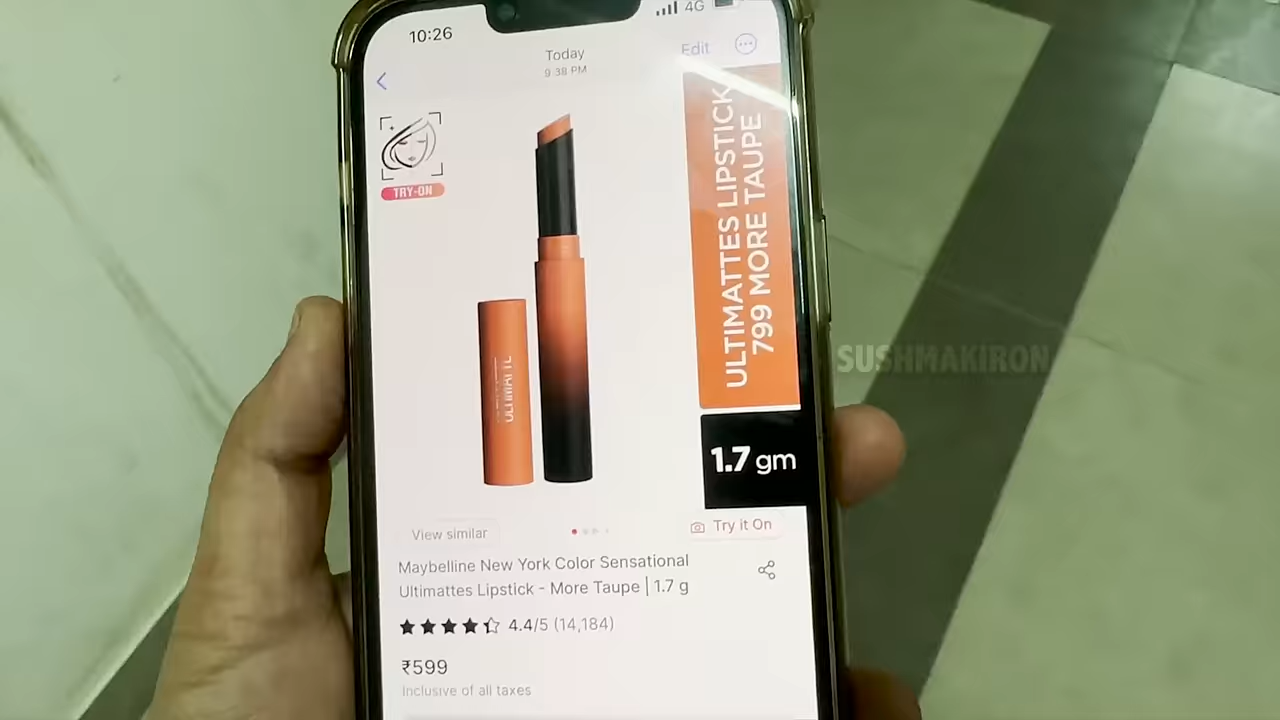 10:26
4G
Today
9:38 PM
Edit
TRY-ON
ULTIMATTES LIPSTICK
799 MORE TAUPE
ULTIMATTE
1.7 gm
SUSHMAKIRON
View similar
Try it On
Maybelline New York Color Sensational
Ultimattes Lipstick - More Taupe | 1.7 g
4.4/5 (14,184)
₹599
Inclusive of all taxes